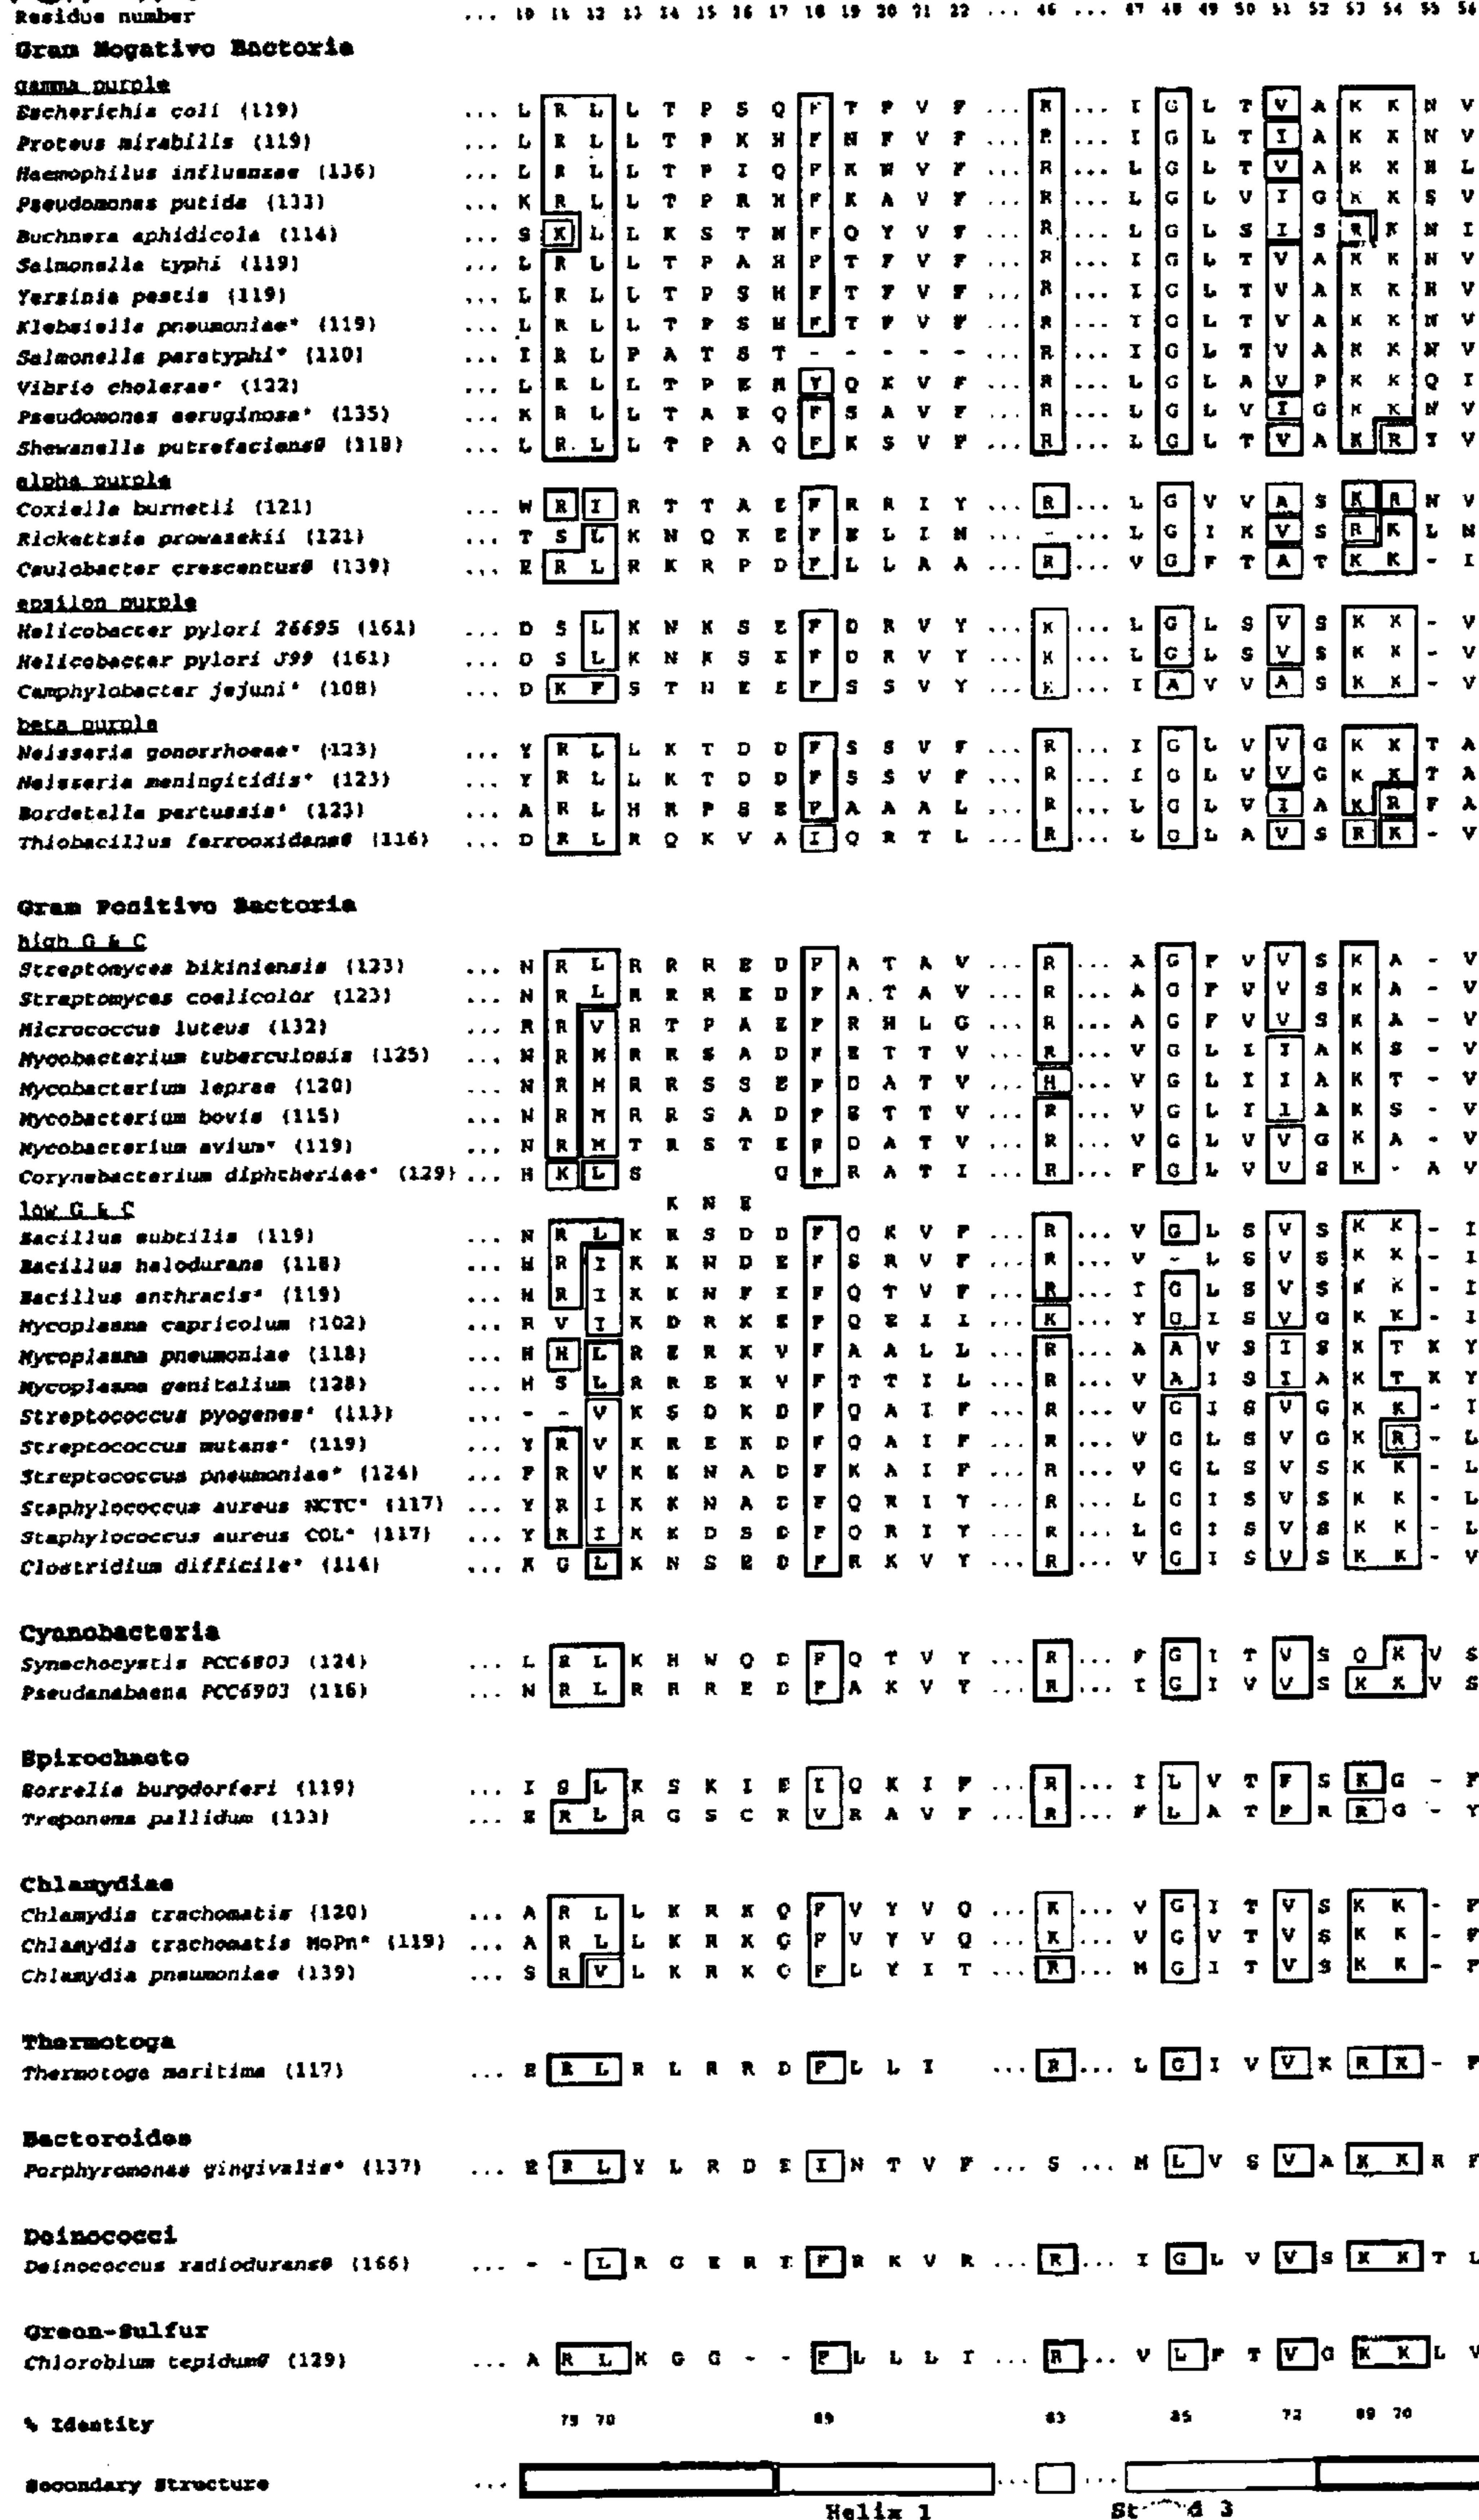 Residue number ... 10 11 12 13 14 15 16 17 18 19 20 21 22 ... 46 ... 47 48 49 50 51 52 53 54 55 56
Gram Negative Bacteria
gamma purple
Escherichia coli (119) ... L R L L T P S Q F T F V F ... R ... I G L T V A K K N V
Proteus mirabilis (119) ... L R L L T P K H F N F V F ... R ... I G L T I A K K N V
Haemophilus influenzae (136) ... L R L L T P I Q F K N V F ... R ... L G L T V A K K N L
Pseudomonas putida (133) ... K R L L T P R H F K A V F ... R ... L G L V I G K K S V
Buchnera aphidicola (114) ... S K L L K S T N F Q Y V F ... R ... L G L S I S R K N I
Salmonella typhi (119) ... L R L L T P A H F T F V F ... R ... I G L T V A K K N V
Yersinia pestis (119) ... L R L L T P S H F T F V F ... R ... I G L T V A K K N V
Klebsiella pneumoniae* (119) ... L R L L T P S H F T F V F ... R ... I G L T V A K K N V
Salmonella paratyphi* (110) ... I R L P A T S T - - - - - ... R ... I G L T V A K K N V
Vibrio cholerae* (122) ... L R L L T P E H Y Q K V F ... R ... L G L A V P K K Q I
Pseudomonas aeruginosa* (135) ... K R L L T A R Q F S A V F ... R ... L G L V I G K K N V
Shewanella putrefaciens@ (118) ... L R L L T P A Q F K S V F ... R ... L G L T V A K R Y V
alpha purple
Coxiella burnetii (121) ... W R I R T T A E F R R I Y ... R ... L G V V A S K R N V
Rickettsia prowazekii (121) ... T S L K N Q K E F E L I N ... - ... L G I K V S R K L N
Caulobacter crescentus@ (139) ... E R L R K R P D F L L A A ... R ... V G F T A T K K - I
epsilon purple
Helicobacter pylori 26695 (161) ... D S L K N K S E F D R V Y ... K ... L G L S V S K K - V
Helicobacter pylori J99 (161) ... D S L K N K S E F D R V Y ... K ... L G L S V S K K - V
Camphylobacter jejuni* (108) ... D K F S T N E E F S S V Y ... K ... I A V V A S K K - V
beta purple
Neisseria gonorrhoeae* (123) ... Y R L L K T D D F S S V F ... R ... I G L V V G K K T A
Neisseria meningitidis* (123) ... Y R L L K T D D F S S V F ... R ... I G L V V G K K T A
Bordetella pertussis* (123) ... A R L H R P S E F A A A L ... R ... L G L V I A K R F A
Thiobacillus ferrooxidans@ (116) ... D R L R Q K V A I Q R T L ... R ... L G L A V S R K - V
Gram Positive Bacteria
high G & C
Streptomyces bikiniensis (123) ... N R L R R R E D F A T A V ... R ... A G F V V S K A - V
Streptomyces coelicolor (123) ... N R L R R R E D F A T A V ... R ... A G F V V S K A - V
Micrococcus luteus (132) ... R R V R T P A E F R H L G ... R ... A G F V V S K A - V
Mycobacterium tuberculosis (125) ... N R M R R S A D F E T T V ... R ... V G L I I A K S - V
Mycobacterium leprae (120) ... N R M R R S S E F D A T V ... H ... V G L I I A K T - V
Mycobacterium bovis (115) ... N R M R R S A D F E T T V ... R ... V G L I I A K S - V
Mycobacterium avium* (119) ... N R M T R S T E F D A T V ... R ... V G L V V G K A - V
Corynebacterium diphtheriae* (129) ... H K L S G F R A T I ... R ... F G L V V S K - A V
K N E
low G & C
Bacillus subtilis (119) ... N R L K R S D D F Q K V F ... R ... V G L S V S K K - I
Bacillus halodurans (118) ... H R I K K N D E F S R V F ... R ... V - L S V S K K - I
Bacillus anthracis* (119) ... H R I K K N F E F Q T V F ... R ... I G L S V S K K - I
Mycoplasma capricolum (102) ... R V I K D R K E F Q E I I ... K ... Y G I S V G K K - I
Mycoplasma pneumoniae (118) ... H H L R E R K V F A A L L ... R ... A A V S I S K T K Y
Mycoplasma genitalium (128) ... H S L R R E K V F T T I L ... R ... V A I S I A K T K Y
Streptococcus pyogenes* (113) ... - - V K S D K D F Q A I F ... R ... V G I S V G K K - I
Streptococcus mutans* (119) ... Y R V K R E K D F Q A I F ... R ... V G L S V G K R - L
Streptococcus pneumoniae* (124) ... F R V K K N A D F K A I F ... R ... V G L S V S K K - L
Staphylococcus aureus NCTC* (117) ... Y R I K K N A D F Q R I Y ... R ... L G I S V S K K - L
Staphylococcus aureus COL* (117) ... Y R I K K D S D F Q R I Y ... R ... L G I S V S K K - L
Clostridium difficile* (114) ... K G L K N S E D F R K V Y ... R ... V G I S V S K K - V
Cyanobacteria
Synechocystis PCC6803 (124) ... L R L K H W Q D F Q T V Y ... R ... F G I T V S Q K V S
Pseudanabaena PCC6903 (116) ... N R L R H R E D F A K V Y ... R ... I G I V V S K K V S
Spirochaete
Borrelia burgdorferi (119) ... I S L K S K I E I Q K I F ... R ... I L V T F S K G - F
Treponema pallidum (133) ... E R L R G S C R V R A V F ... R ... F L A T F R R G - Y
Chlamydiae
Chlamydia trachomatis (120) ... A R L L K R K Q F V Y V Q ... K ... V G I T V S K K - F
Chlamydia trachomatis MoPn* (119) ... A R L L K R K G F V Y V Q ... K ... V G V T V S K K - F
Chlamydia pneumoniae (139) ... S R V L K R K Q F L Y I T ... R ... M G I T V S K K - F
Thermotoga
Thermotoga maritima (117) ... E R L R L R R D F L L I ... R ... L G I V V K R K - F
Bacteroides
Porphyromonas gingivalis* (137) ... E R L Y L R D E I N T V F ... S ... M L V S V A K K R F
Deinococci
Deinococcus radiodurans@ (166) ... - - L R G E R E F R K V R ... R ... I G L V V S K K T L
Green-Sulfur
Chlorobium tepidum@ (129) ... A R L K G G - - F L L L I ... R ... V L F T V G K K L V
% Identity 79 70 89 83 85 72 89 70
Secondary Structure ... ... ...
Helix 1 3